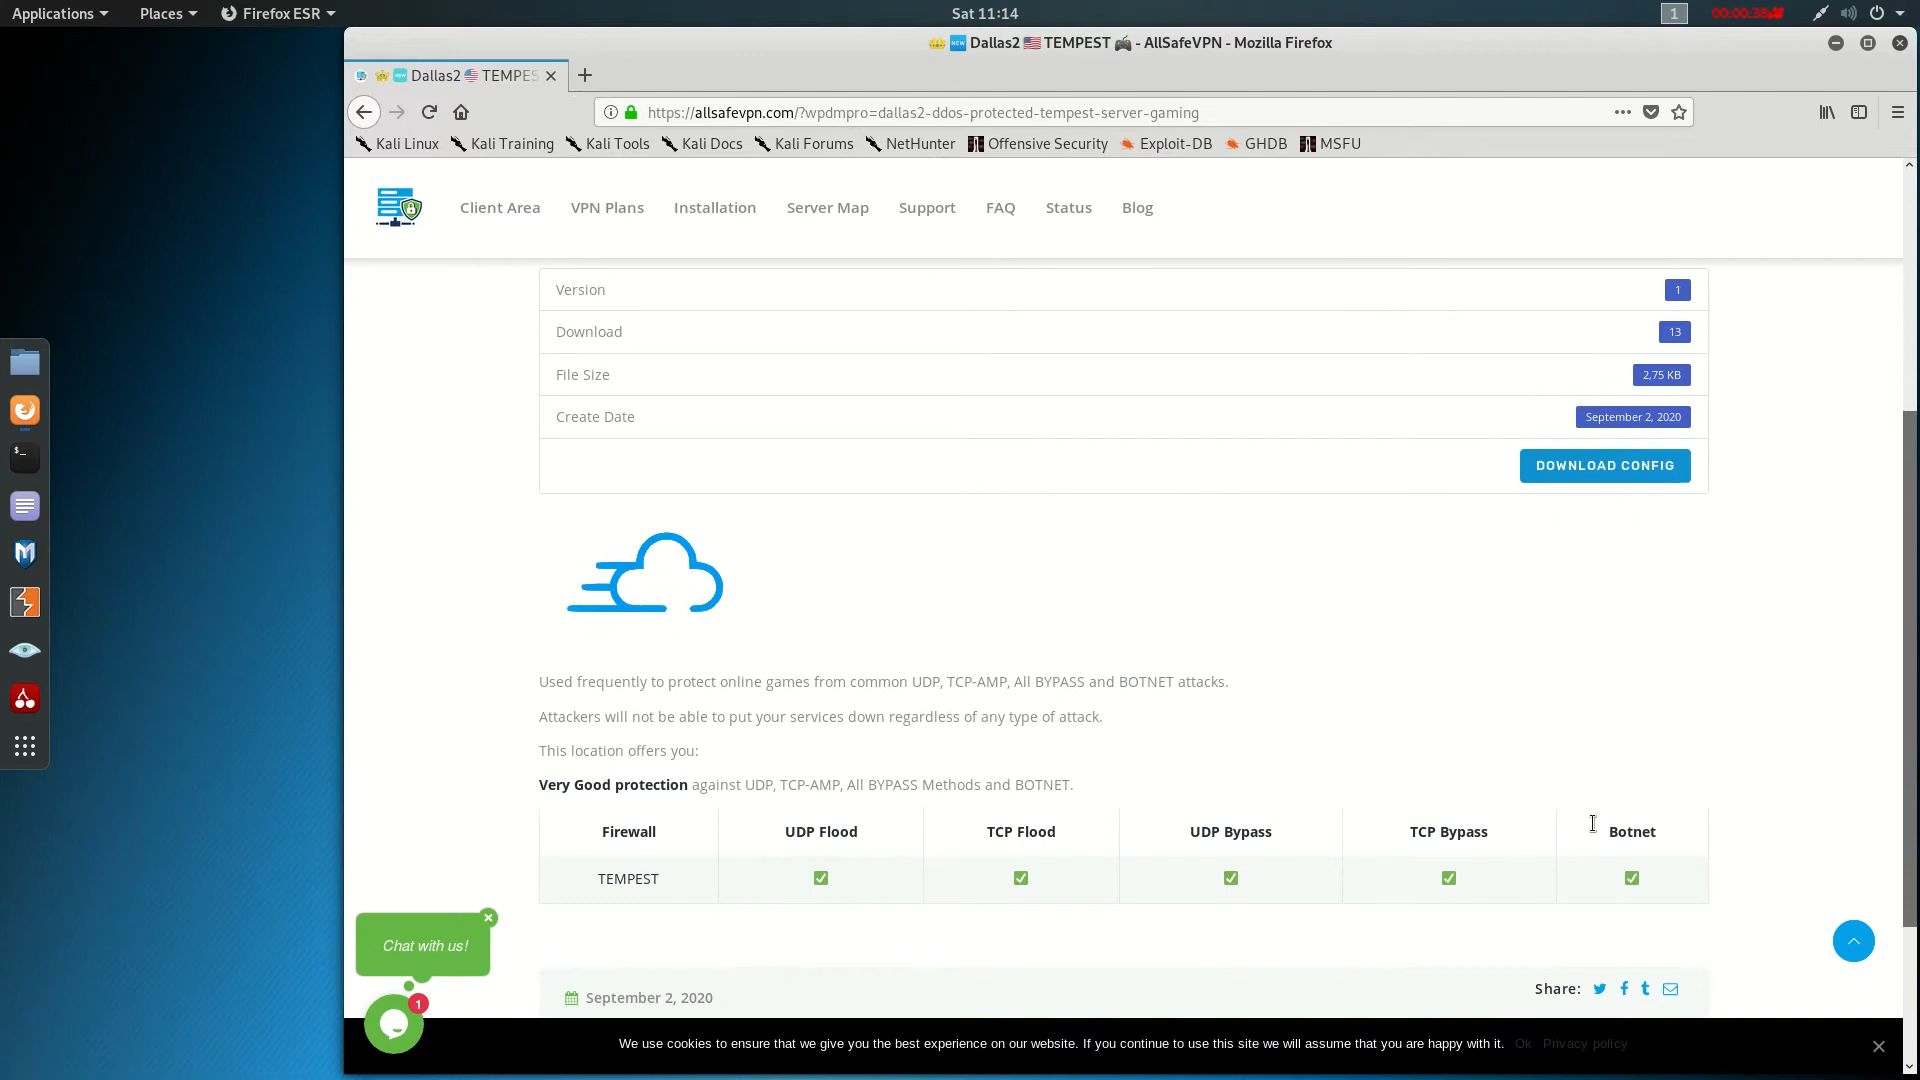 Applications Places Firefox ESR Sat 11:14 1 00:00:38
Dallas2 TEMPEST - AllSafeVPN - Mozilla Firefox
Dallas2 TEMPES
https://allsafevpn.com/?wpdmpro=dallas2-ddos-protected-tempest-server-gaming
Kali Linux Kali Training Kali Tools Kali Docs Kali Forums NetHunter Offensive Security Exploit-DB GHDB MSFU
Client Area VPN Plans Installation Server Map Support FAQ Status Blog
Version 1
Download 13
File Size 2,75 KB
Create Date September 2, 2020
DOWNLOAD CONFIG
Used frequently to protect online games from common UDP, TCP-AMP, All BYPASS and BOTNET attacks.
Attackers will not be able to put your services down regardless of any type of attack.
This location offers you:
Very Good protection against UDP, TCP-AMP, All BYPASS Methods and BOTNET.
Firewall UDP Flood TCP Flood UDP Bypass TCP Bypass Botnet
TEMPEST
Chat with us!
1
September 2, 2020 Share:
We use cookies to ensure that we give you the best experience on our website. If you continue to use this site we will assume that you are happy with it. Ok Privacy policy